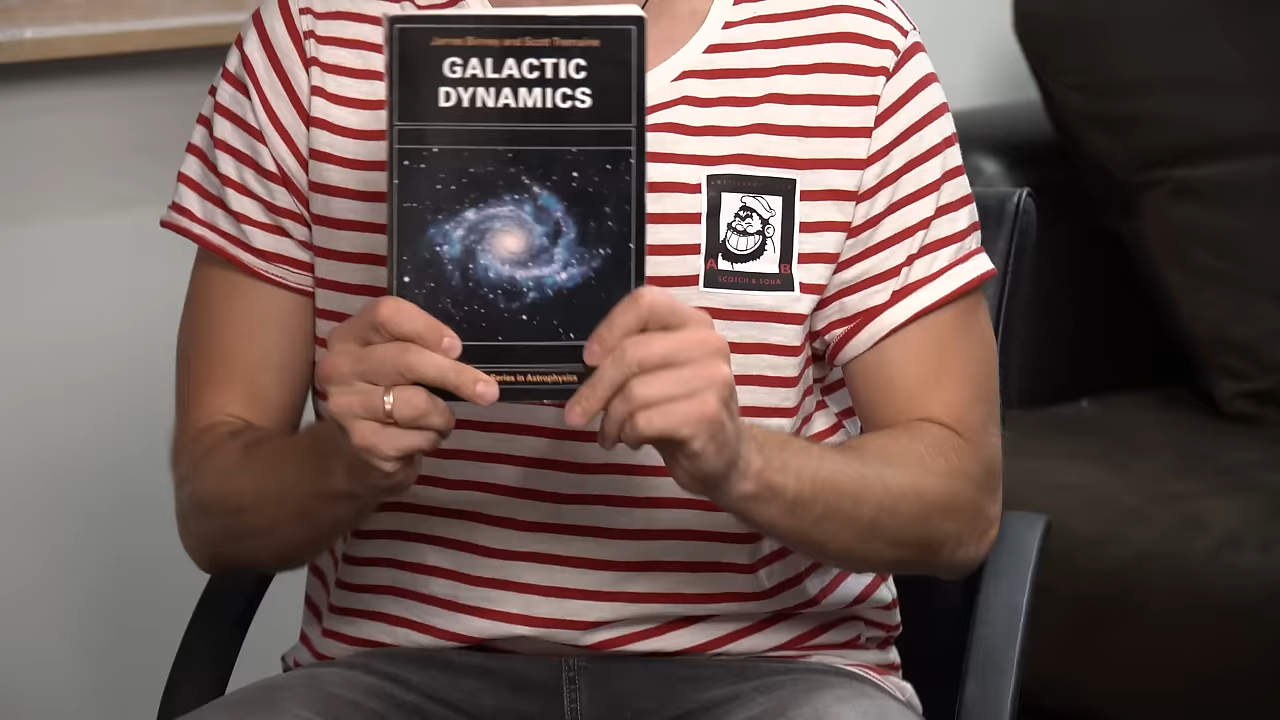 James Binney and Scott Tremaine
GALACTIC
DYNAMICS
Series in Astrophysics
A B
SCOTCH & SODA